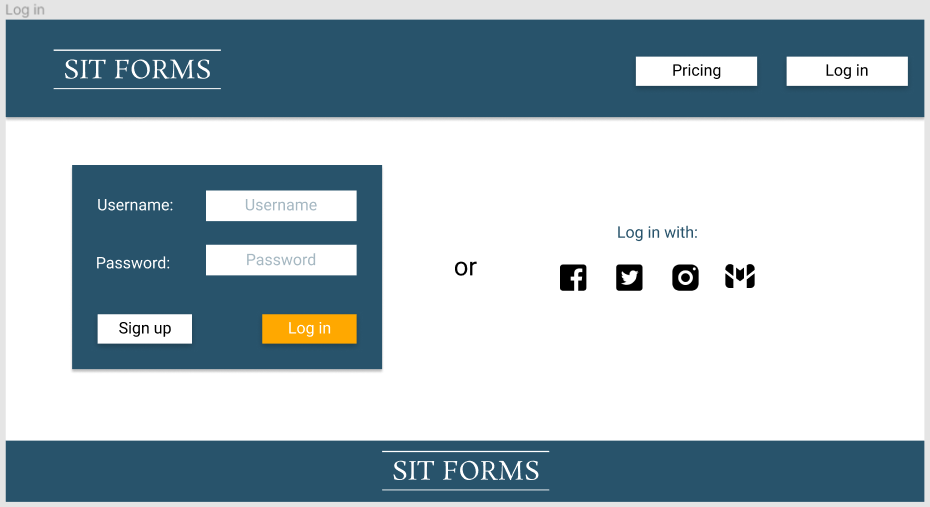 Log in
SIT FORMS
Pricing
Log in
Username:
Username
Password:
Password
Sign up
Log in
or
Log in with:
SIT FORMS